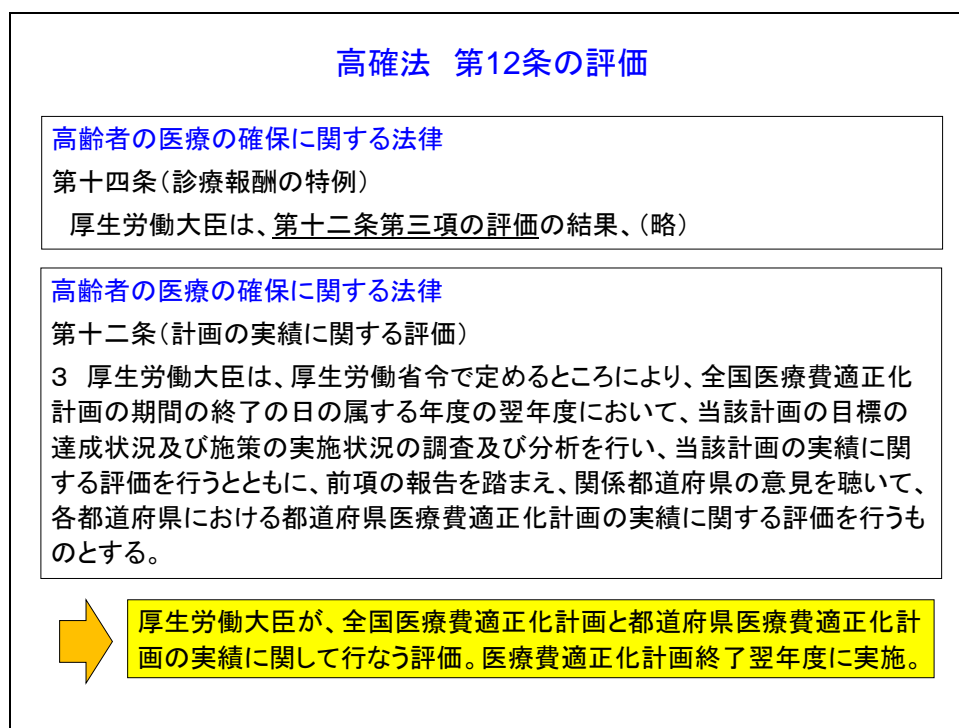 高確法　第12条の評価
高齢者の医療の確保に関する法律
第十四条（診療報酬の特例）
厚生労働大臣は、第十二条第三項の評価の結果、（略）
高齢者の医療の確保に関する法律
第十二条（計画の実績に関する評価）
３　厚生労働大臣は、厚生労働省令で定めるところにより、全国医療費適正化
計画の期間の終了の日の属する年度の翌年度において、当該計画の目標の
達成状況及び施策の実施状況の調査及び分析を行い、当該計画の実績に関
する評価を行うとともに、前項の報告を踏まえ、関係都道府県の意見を聴いて、
各都道府県における都道府県医療費適正化計画の実績に関する評価を行うも
のとする。
厚生労働大臣が、全国医療費適正化計画と都道府県医療費適正化計
画の実績に関して行なう評価。医療費適正化計画終了翌年度に実施。